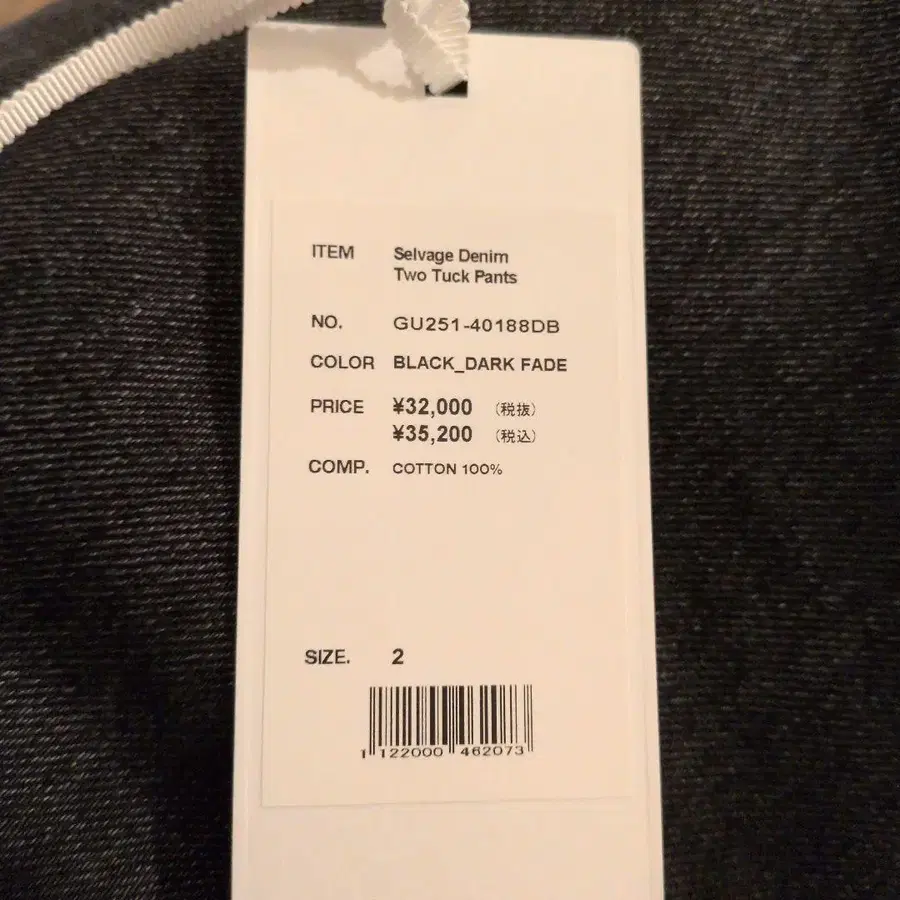 ITEM Selvage Denim
Two Tuck Pants
NO. GU251-40188DB
COLOR BLACK_DARK FADE
PRICE ¥32,000 (税抜)
¥35,200 (税込)
COMP. COTTON 100%
SIZE. 2
1 122000 462073